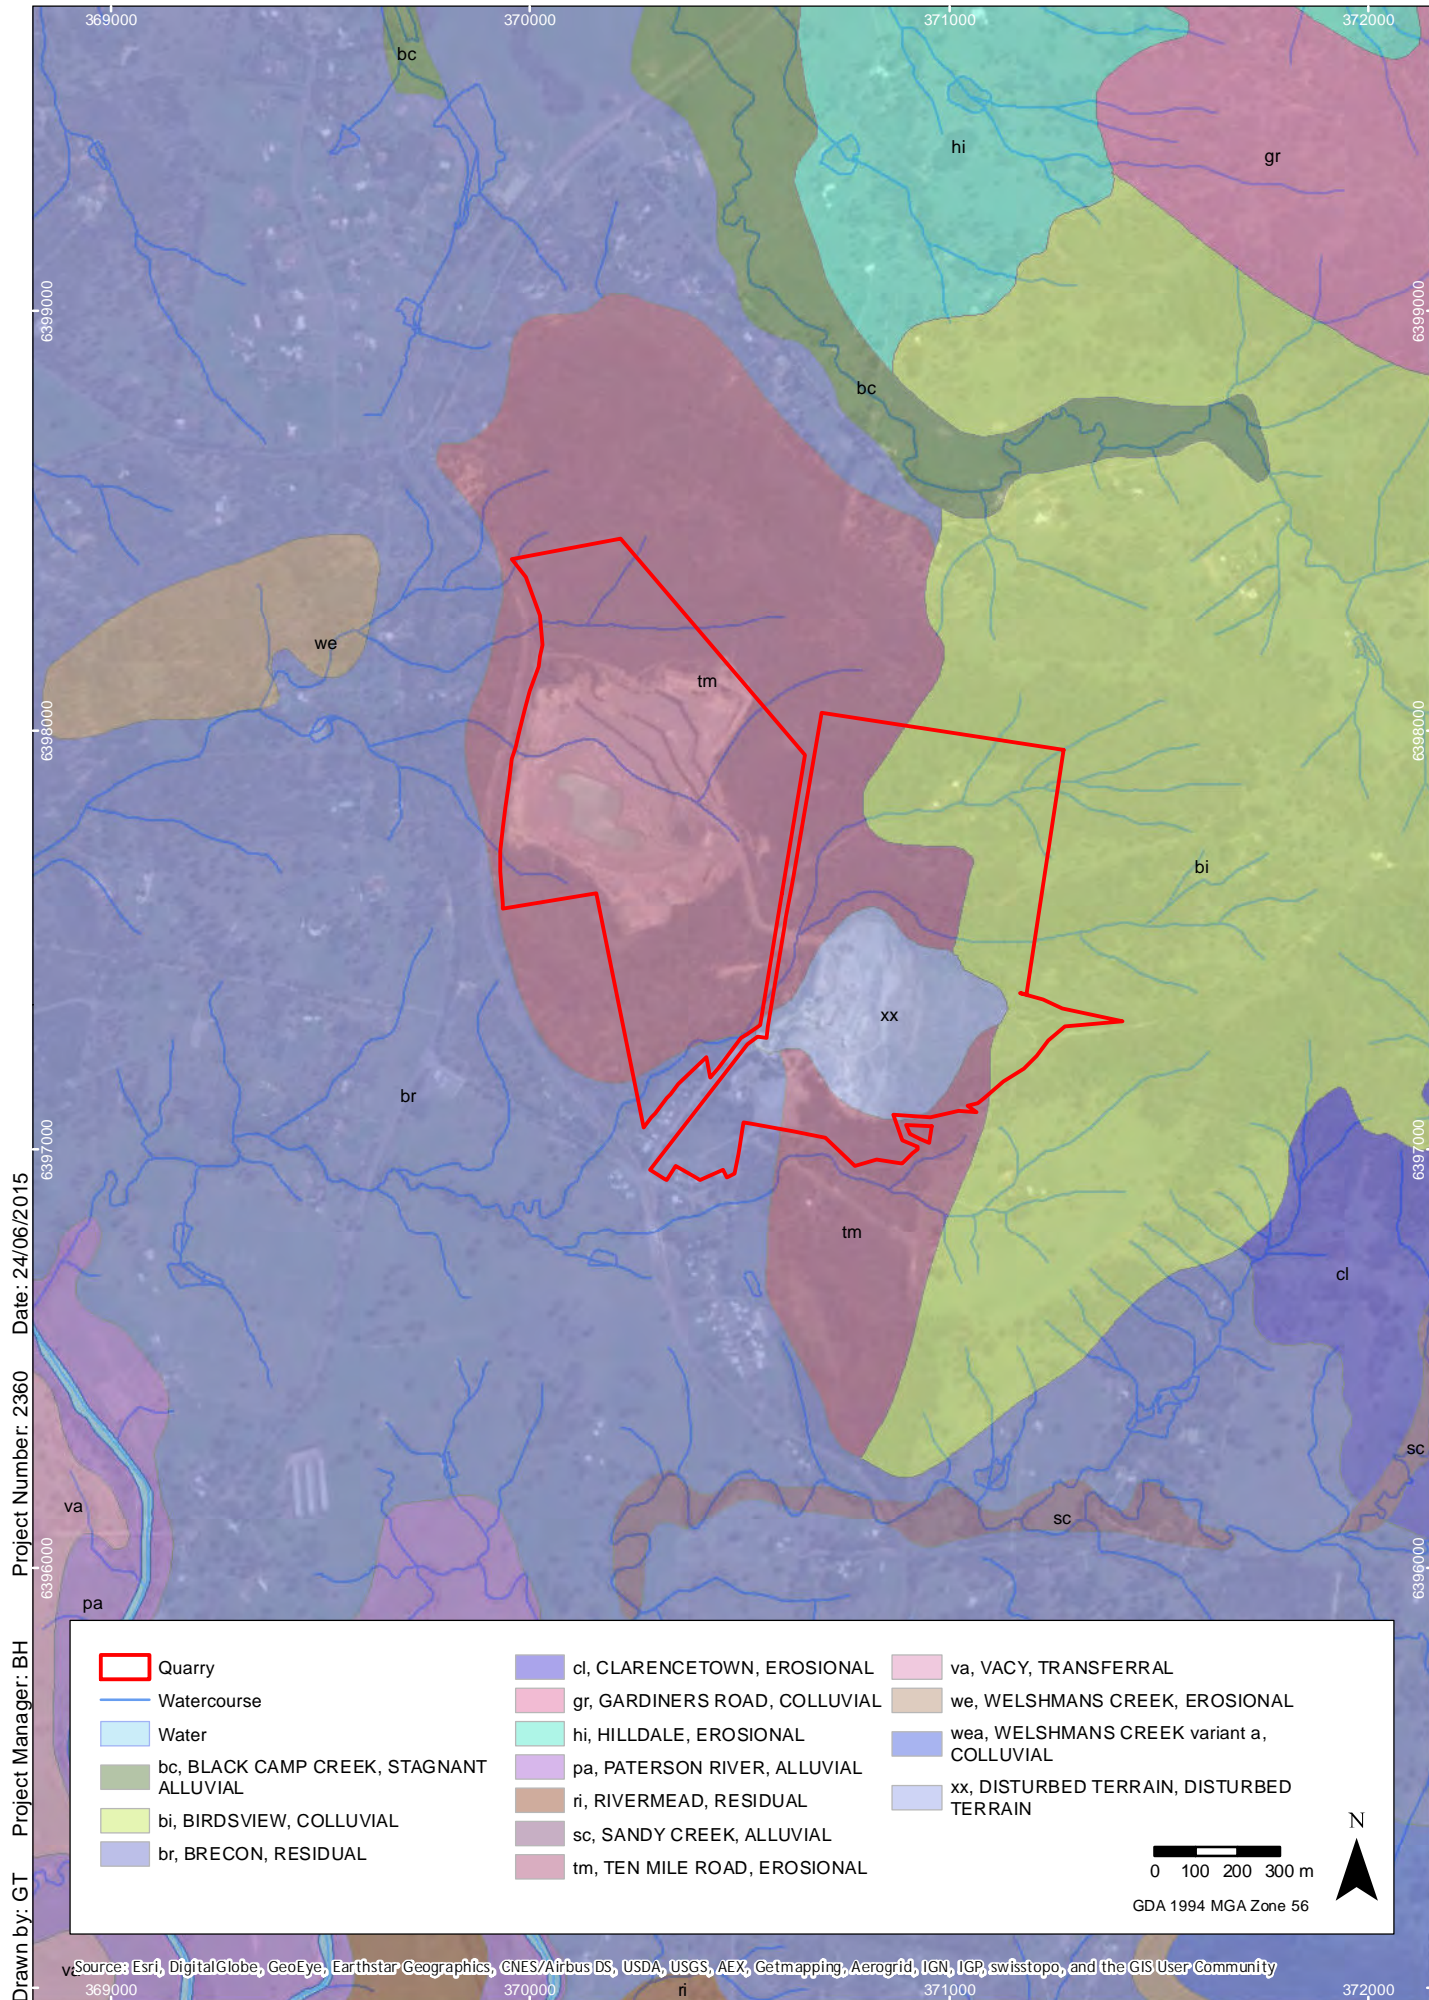 369000
370000
371000
372000
bc
hi
gr
6399000
6399000
bc
we
tm
6398000
6398000
bi
xx
br
6397000
6397000
tm
cl
sc
va
sc
6396000
6396000
pa
Quarry
Watercourse
Water
bc, BLACK CAMP CREEK, STAGNANT
ALLUVIAL
bi, BIRDSVIEW, COLLUVIAL
br, BRECON, RESIDUAL
cl, CLARENCETOWN, EROSIONAL
gr, GARDINERS ROAD, COLLUVIAL
hi, HILLDALE, EROSIONAL
pa, PATERSON RIVER, ALLUVIAL
ri, RIVERMEAD, RESIDUAL
sc, SANDY CREEK, ALLUVIAL
tm, TEN MILE ROAD, EROSIONAL
va, VACY, TRANSFERRAL
we, WELSHMANS CREEK, EROSIONAL
wea, WELSHMANS CREEK variant a,
COLLUVIAL
xx, DISTURBED TERRAIN, DISTURBED
TERRAIN
N
0 100 200 300 m
GDA 1994 MGA Zone 56
va
Source: Esri, DigitalGlobe, GeoEye, Earthstar Geographics, CNES/Airbus DS, USDA, USGS, AEX, Getmapping, Aerogrid, IGN, IGP, swisstopo, and the GIS User Community
ri
369000
370000
371000
372000
Drawn by: GT Project Manager: BH Project Number: 2360 Date: 24/06/2015